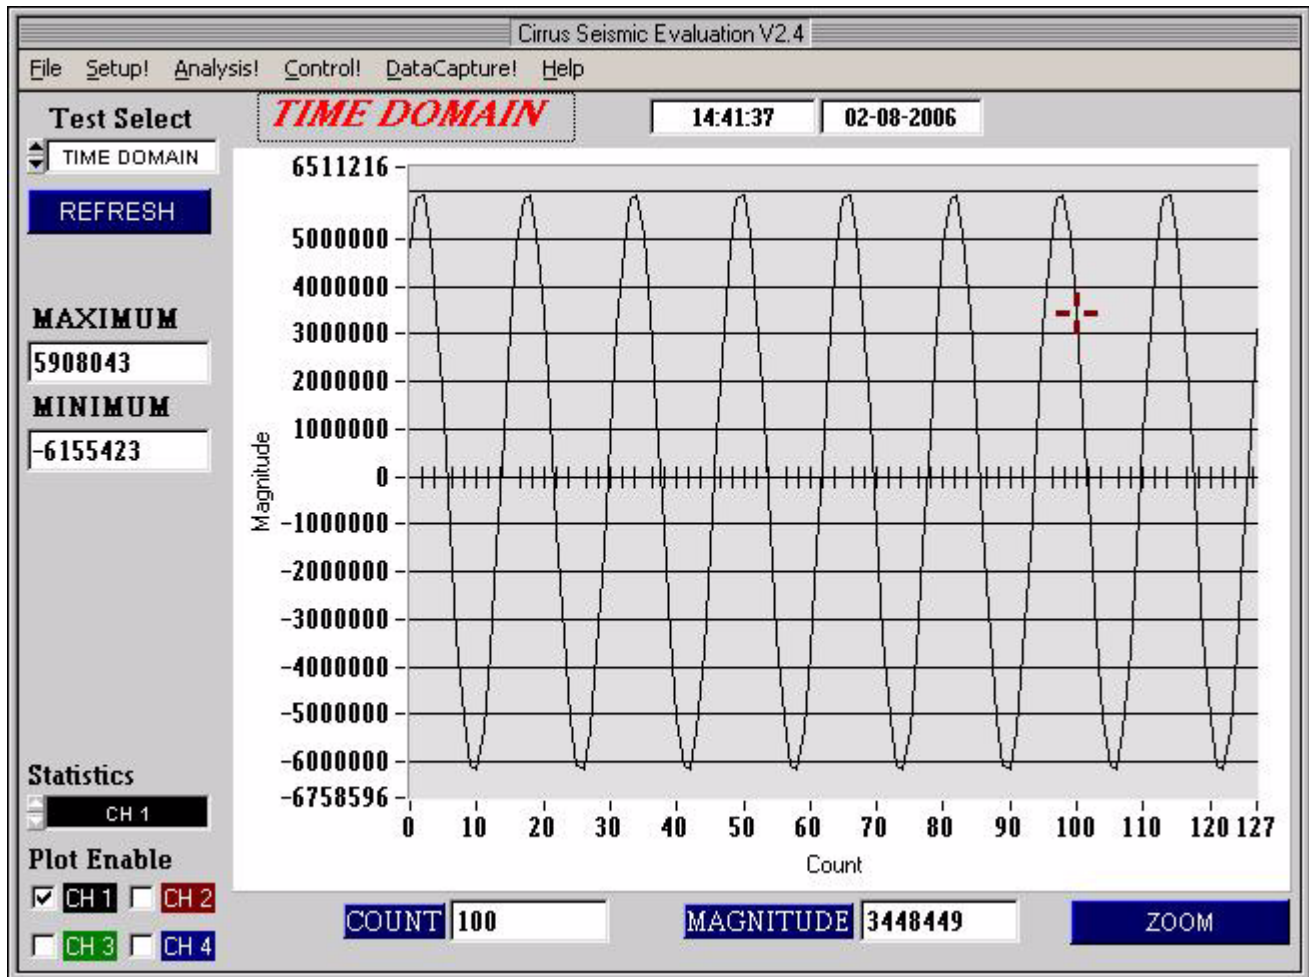 Cirrus Seismic Evaluation V2.4
File Setup! Analysis! Control! DataCapture! Help
Test Select
TIME DOMAIN
REFRESH
MAXIMUM
5908043
MINIMUM
-6155423
Statistics
CH 1
Plot Enable
CH 1 CH 2
CH 3 CH 4
TIME DOMAIN
14:41:37 02-08-2006
Magnitude
6511216
5000000
4000000
3000000
2000000
1000000
0
-1000000
-2000000
-3000000
-4000000
-5000000
-6000000
-6758596
0 10 20 30 40 50 60 70 80 90 100 110 120 127
Count
COUNT 100
MAGNITUDE 3448449
ZOOM